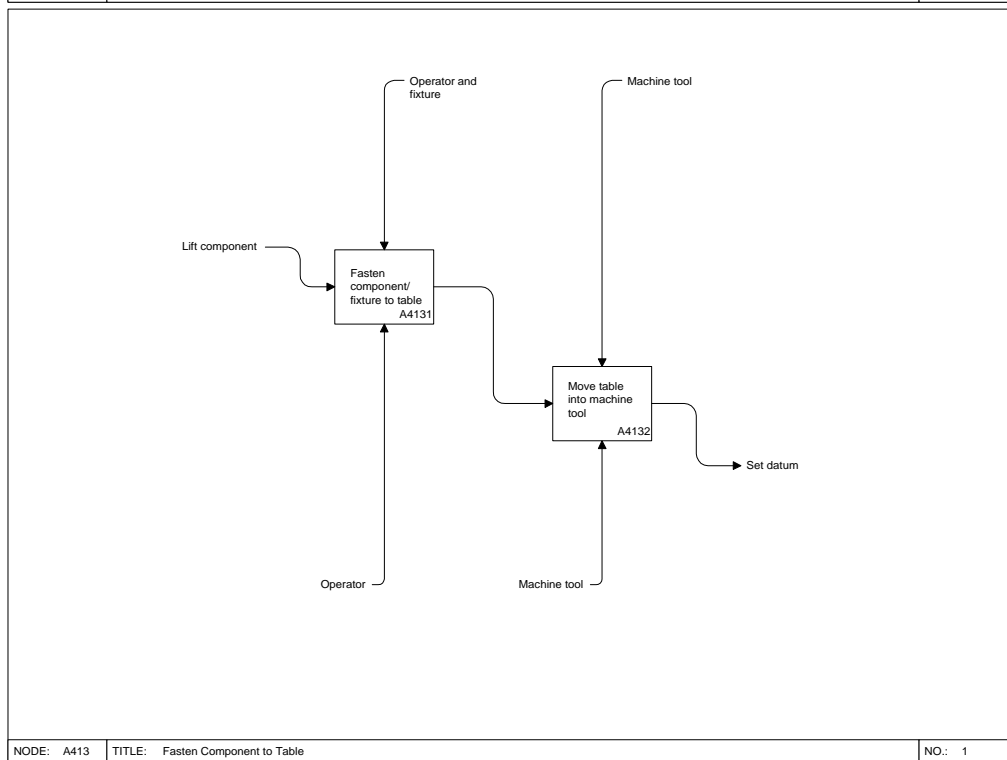 Operator and
fixture
Machine tool
Lift component
Fasten
component/
fixture to table
A4131
Move table
into machine
tool
A4132
Set datum
Operator
Machine tool
NODE: A413
TITLE: Fasten Component to Table
NO.: 1